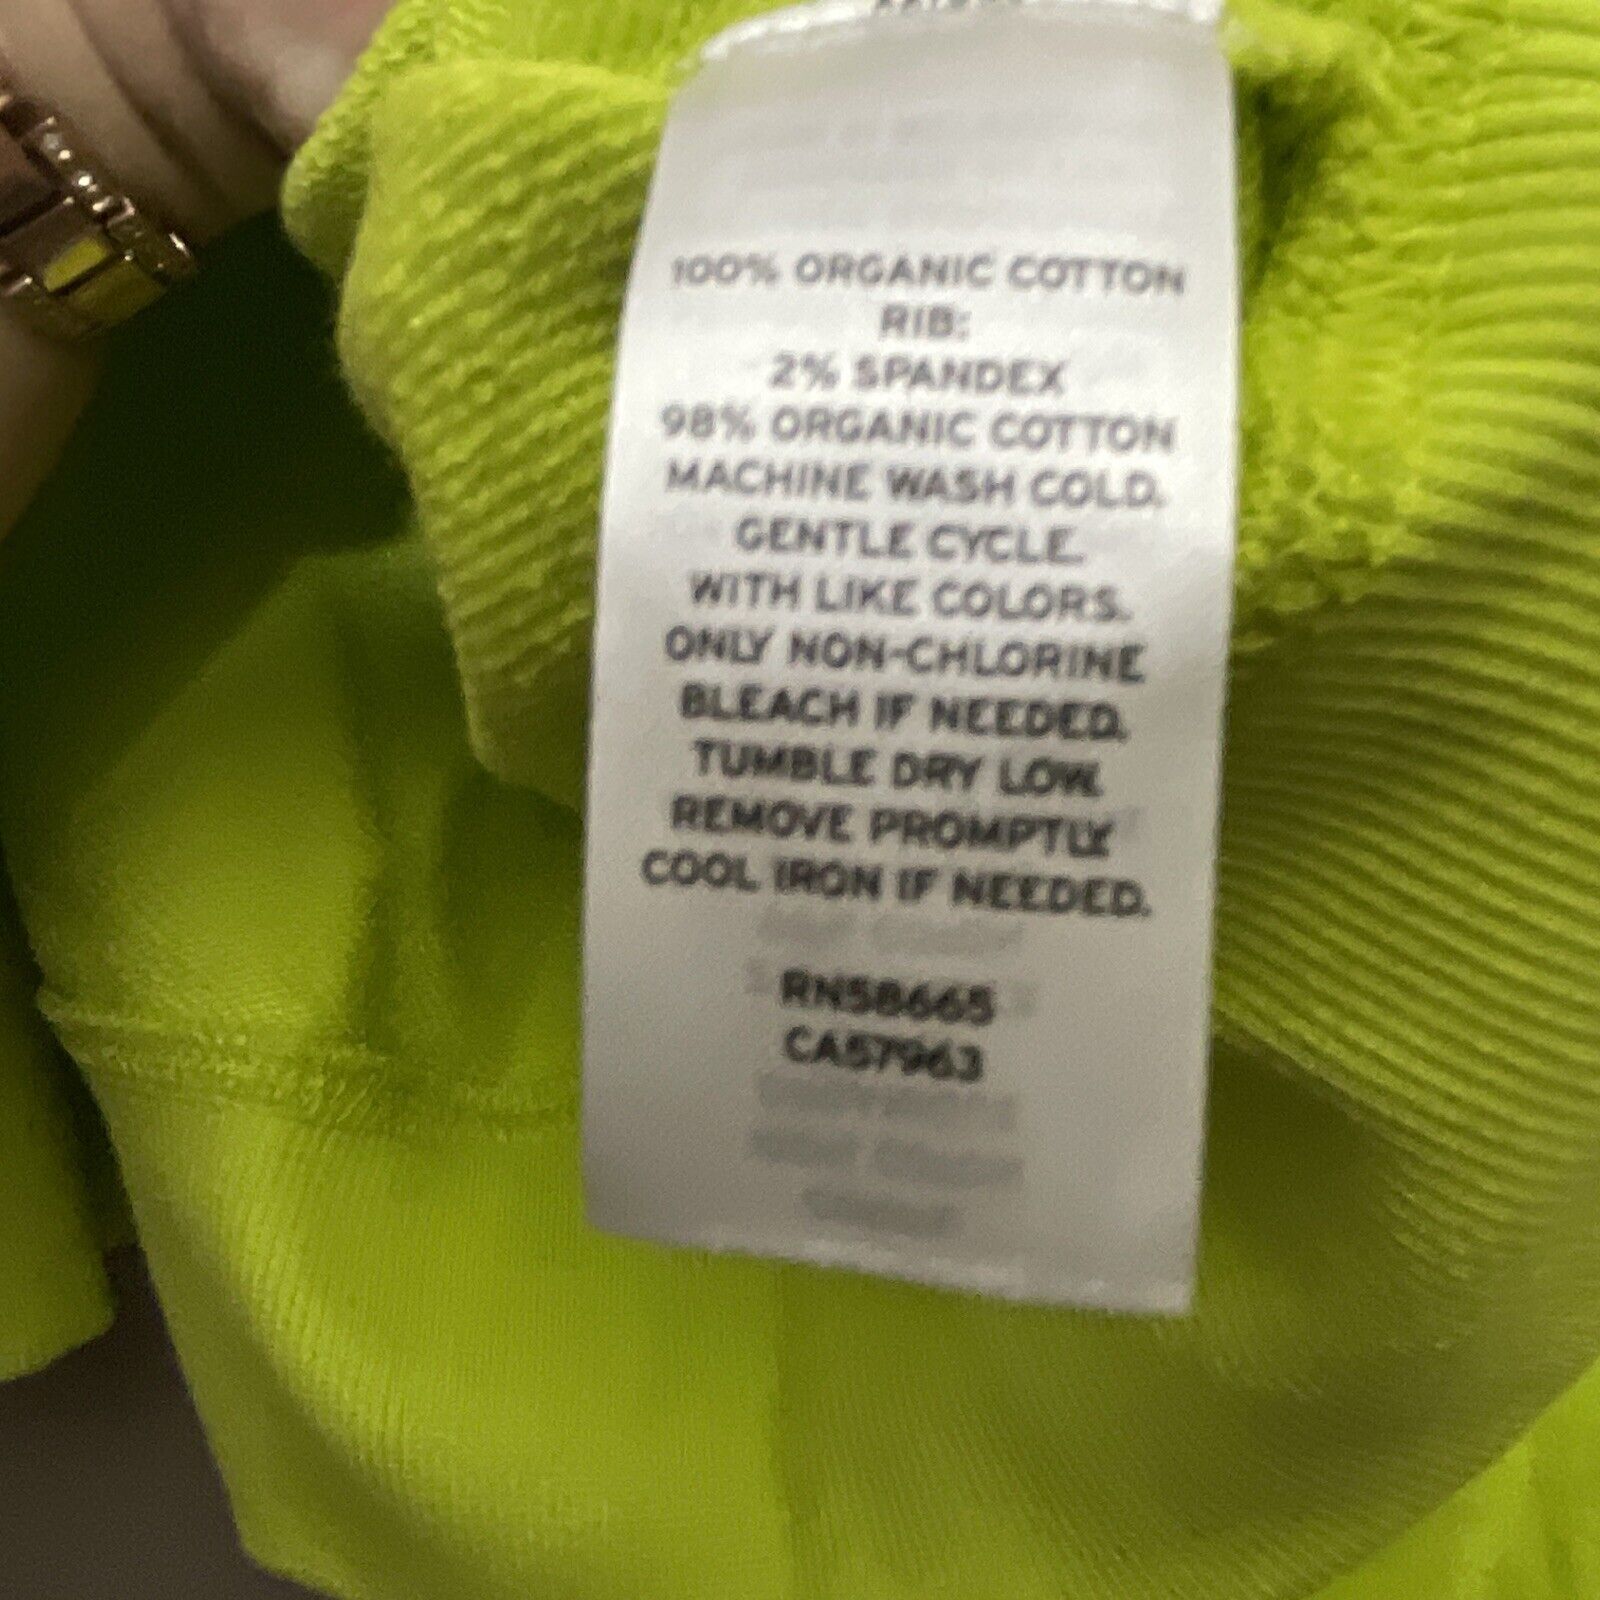 100% ORGANIC COTTON
RIB:
2% SPANDEX
98% ORGANIC COTTON
MACHINE WASH COLD.
GENTLE CYCLE.
WITH LIKE COLORS.
ONLY NON-CHLORINE
BLEACH IF NEEDED.
TUMBLE DRY LOW.
REMOVE PROMPTLY.
COOL IRON IF NEEDED.
RN58665
CA57963